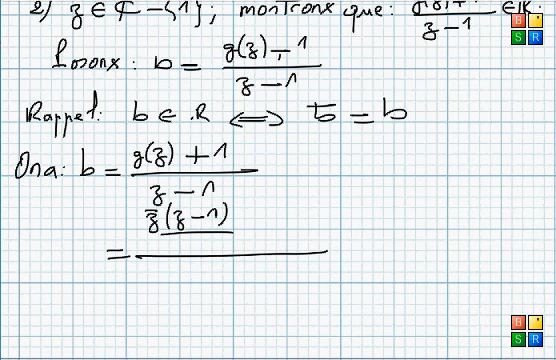 2) z ∈ ℂ - {1}; montrons que: g(z)+1 / z-1 ∈ ℝ.
Posons: b = g(z)+1 / z-1
Rappel: b ∈ ℝ ⟺ b̄ = b
On a: b = g(z)+1 / z-1
= z̄(z-1) /
B
S R
B
S R